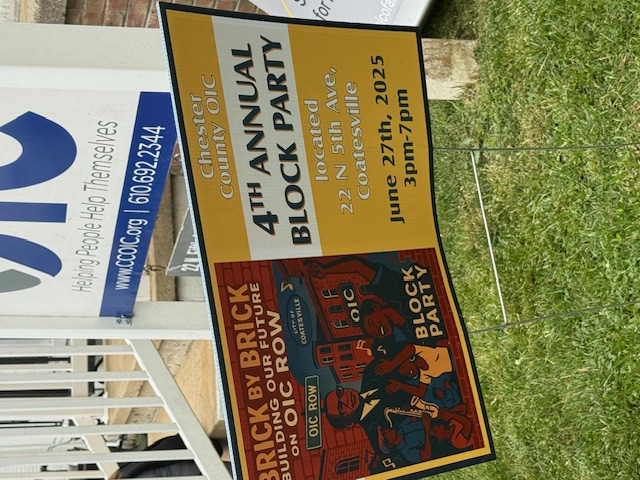 Chester
County OIC
4TH ANNUAL
BLOCK PARTY
located
22 N 5th Ave,
Coatesville
June 27th, 2025
3pm-7pm
BRICK BY BRICK
BUILDING OUR FUTURE
ON OIC ROW
CITY OF
COATESVILLE
OIC
OIC ROW
BLOCK
PARTY
OIC
Helping People Help Themselves
www.CCOIC.org | 610.692.2344
for